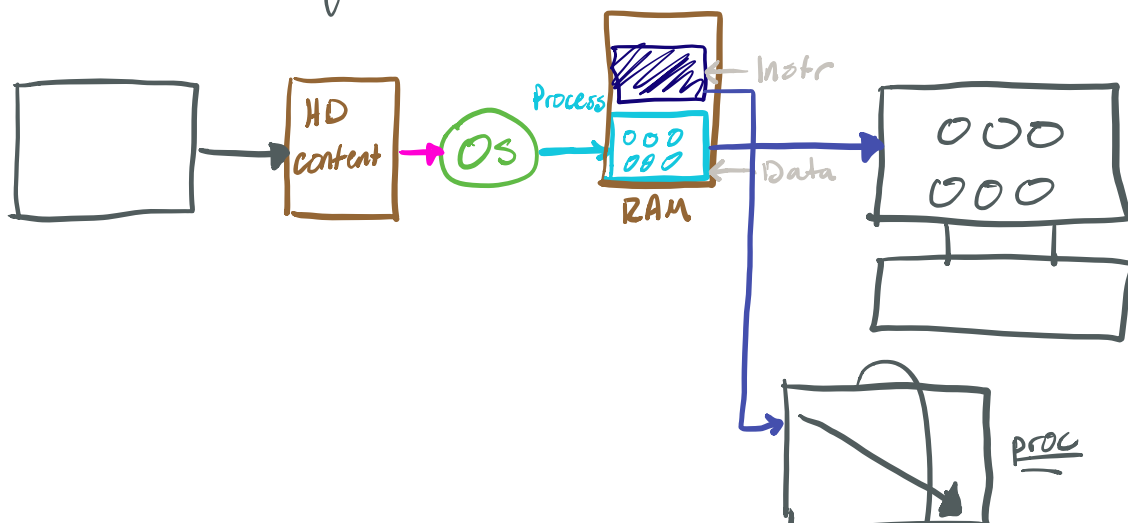 HD
content
OS
Process
Instr
Data
RAM
proc